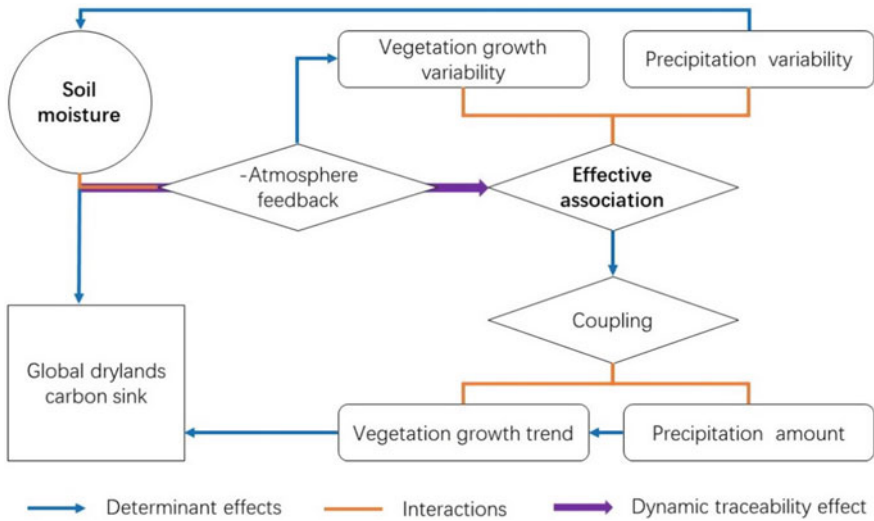 Vegetation growth
variability
Precipitation variability
Soil
moisture
-Atmosphere
feedback
Effective
association
Coupling
Global drylands
carbon sink
Vegetation growth trend
Precipitation amount
Determinant effects
Interactions
Dynamic traceability effect